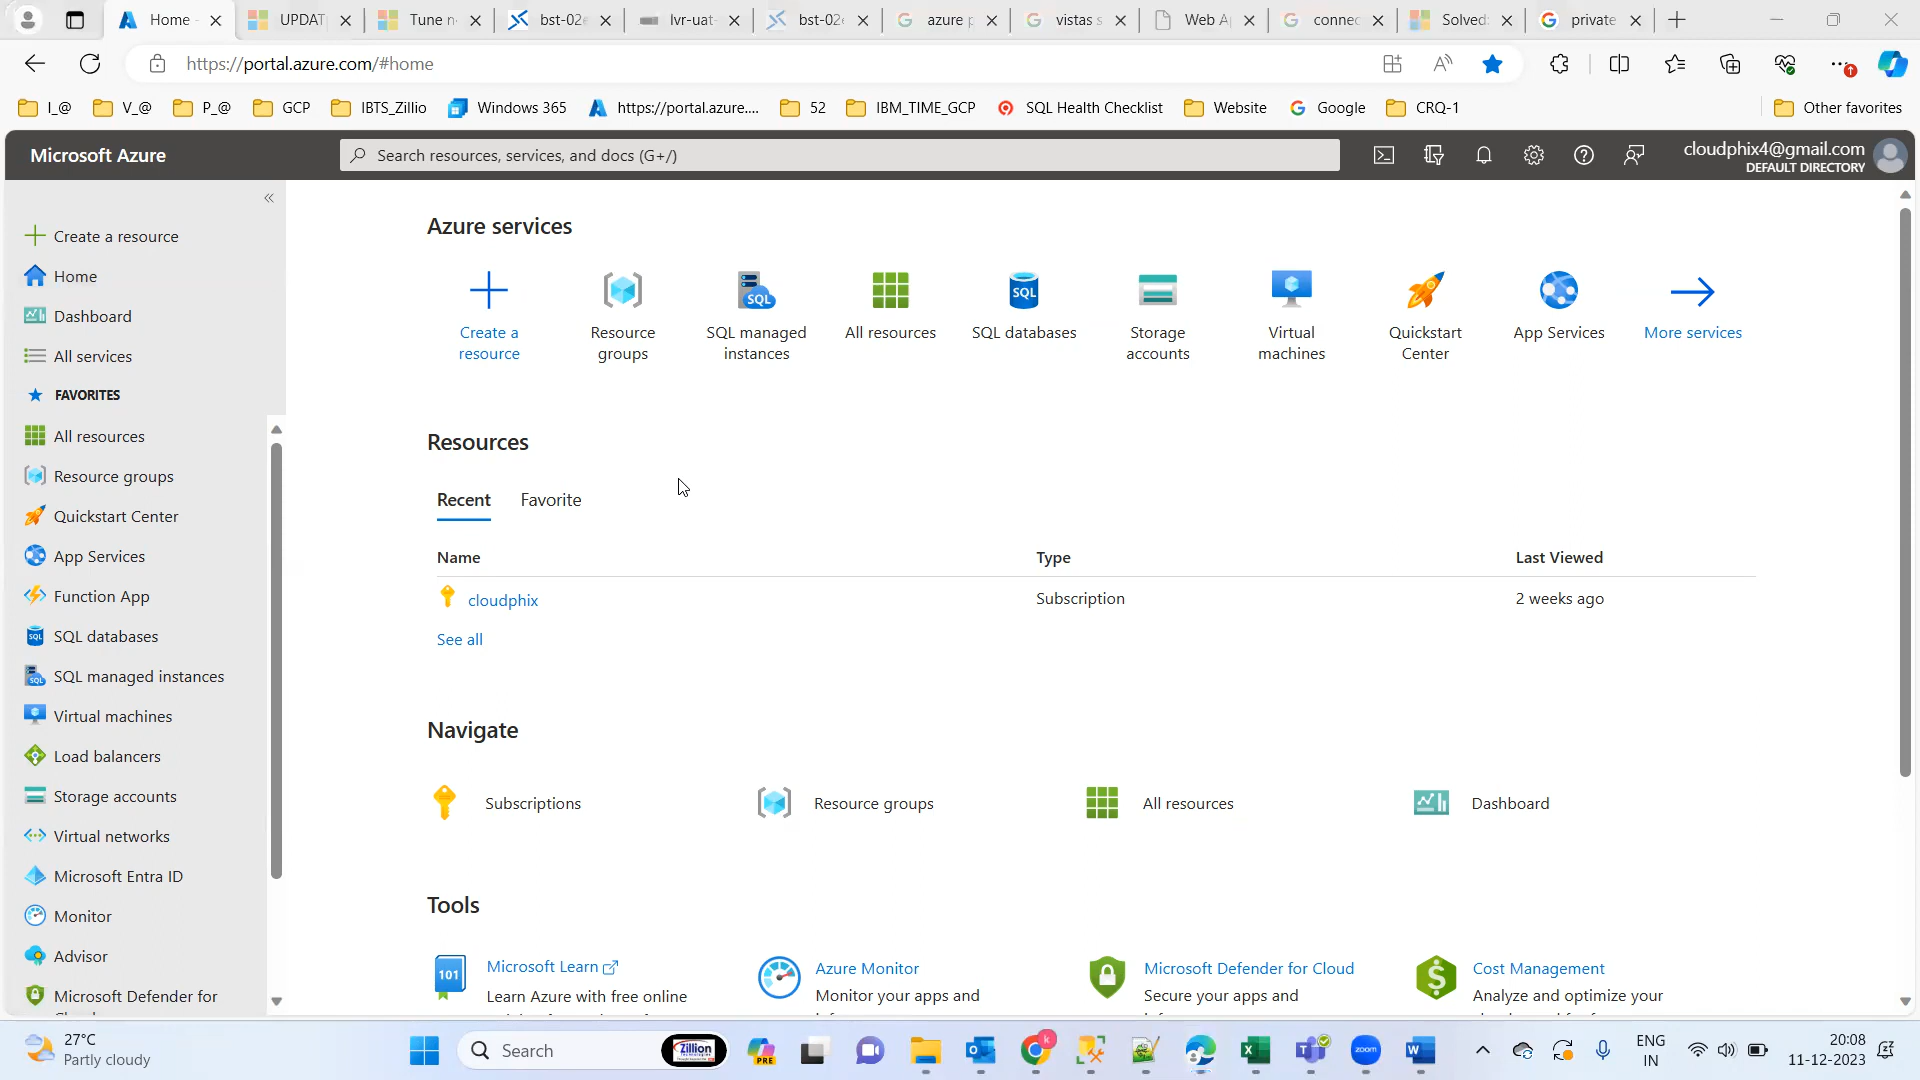 Home
UPDAT
Tune n
bst-02e
lvr-uat-
bst-02e
azure p
vistas s
Web A
connec
Solved:
private
https://portal.azure.com/#home
I_@
V_@
P_@
GCP
IBTS_Zillio
Windows 365
https://portal.azure....
52
IBM_TIME_GCP
SQL Health Checklist
Website
Google
CRQ-1
Other favorites
Microsoft Azure
Search resources, services, and docs (G+/)
cloudphix4@gmail.com
DEFAULT DIRECTORY
Create a resource
Home
Dashboard
All services
FAVORITES
All resources
Resource groups
Quickstart Center
App Services
Function App
SQL databases
SQL managed instances
Virtual machines
Load balancers
Storage accounts
Virtual networks
Microsoft Entra ID
Monitor
Advisor
Microsoft Defender for
Azure services
Create a
resource
Resource
groups
SQL
SQL managed
instances
All resources
SQL
SQL databases
Storage
accounts
Virtual
machines
Quickstart
Center
App Services
More services
Resources
Recent
Favorite
Name
Type
Last Viewed
cloudphix
Subscription
2 weeks ago
See all
Navigate
Subscriptions
Resource groups
All resources
Dashboard
Tools
101
Microsoft Learn
Learn Azure with free online
Azure Monitor
Monitor your apps and
Microsoft Defender for Cloud
Secure your apps and
Cost Management
Analyze and optimize your
27°C
Partly cloudy
Search
Zillion
PRE
zoom
ENG
IN
20:08
11-12-2023